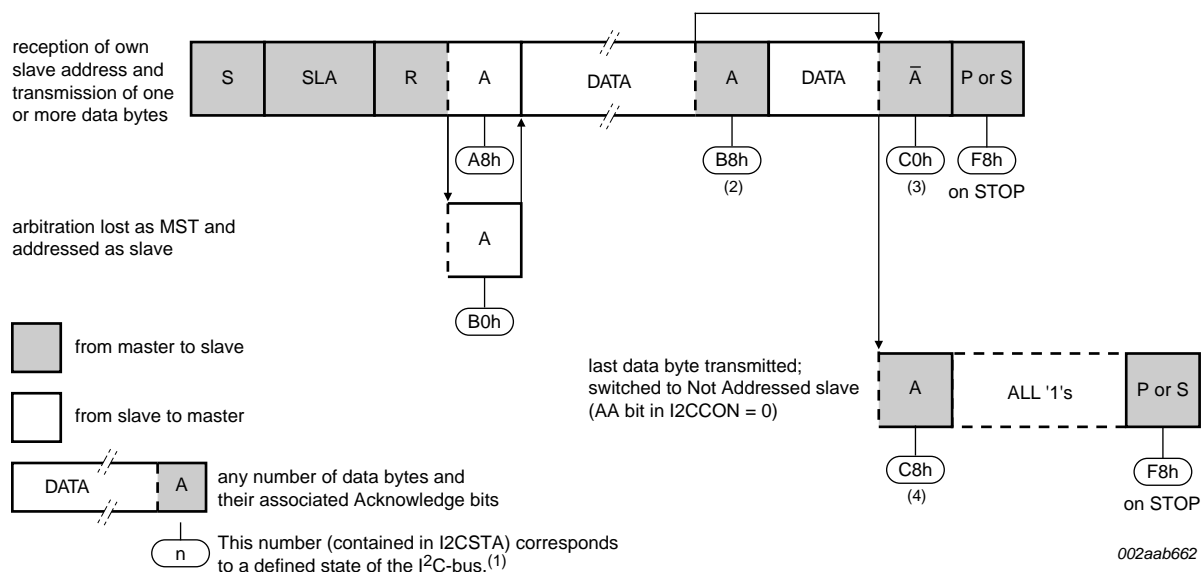 reception of own
slave address and
transmission of one
or more data bytes
S SLA R A DATA A DATA Ā P or S
A8h B8h C0h F8h
(2) (3) on STOP
arbitration lost as MST and
addressed as slave
A
B0h
from master to slave
from slave to master
last data byte transmitted;
switched to Not Addressed slave
(AA bit in I2CCON = 0)
A ALL '1's P or S
C8h F8h
(4) on STOP
DATA A
any number of data bytes and
their associated Acknowledge bits
n
This number (contained in I2CSTA) corresponds
to a defined state of the I²C-bus.(1)
002aab662